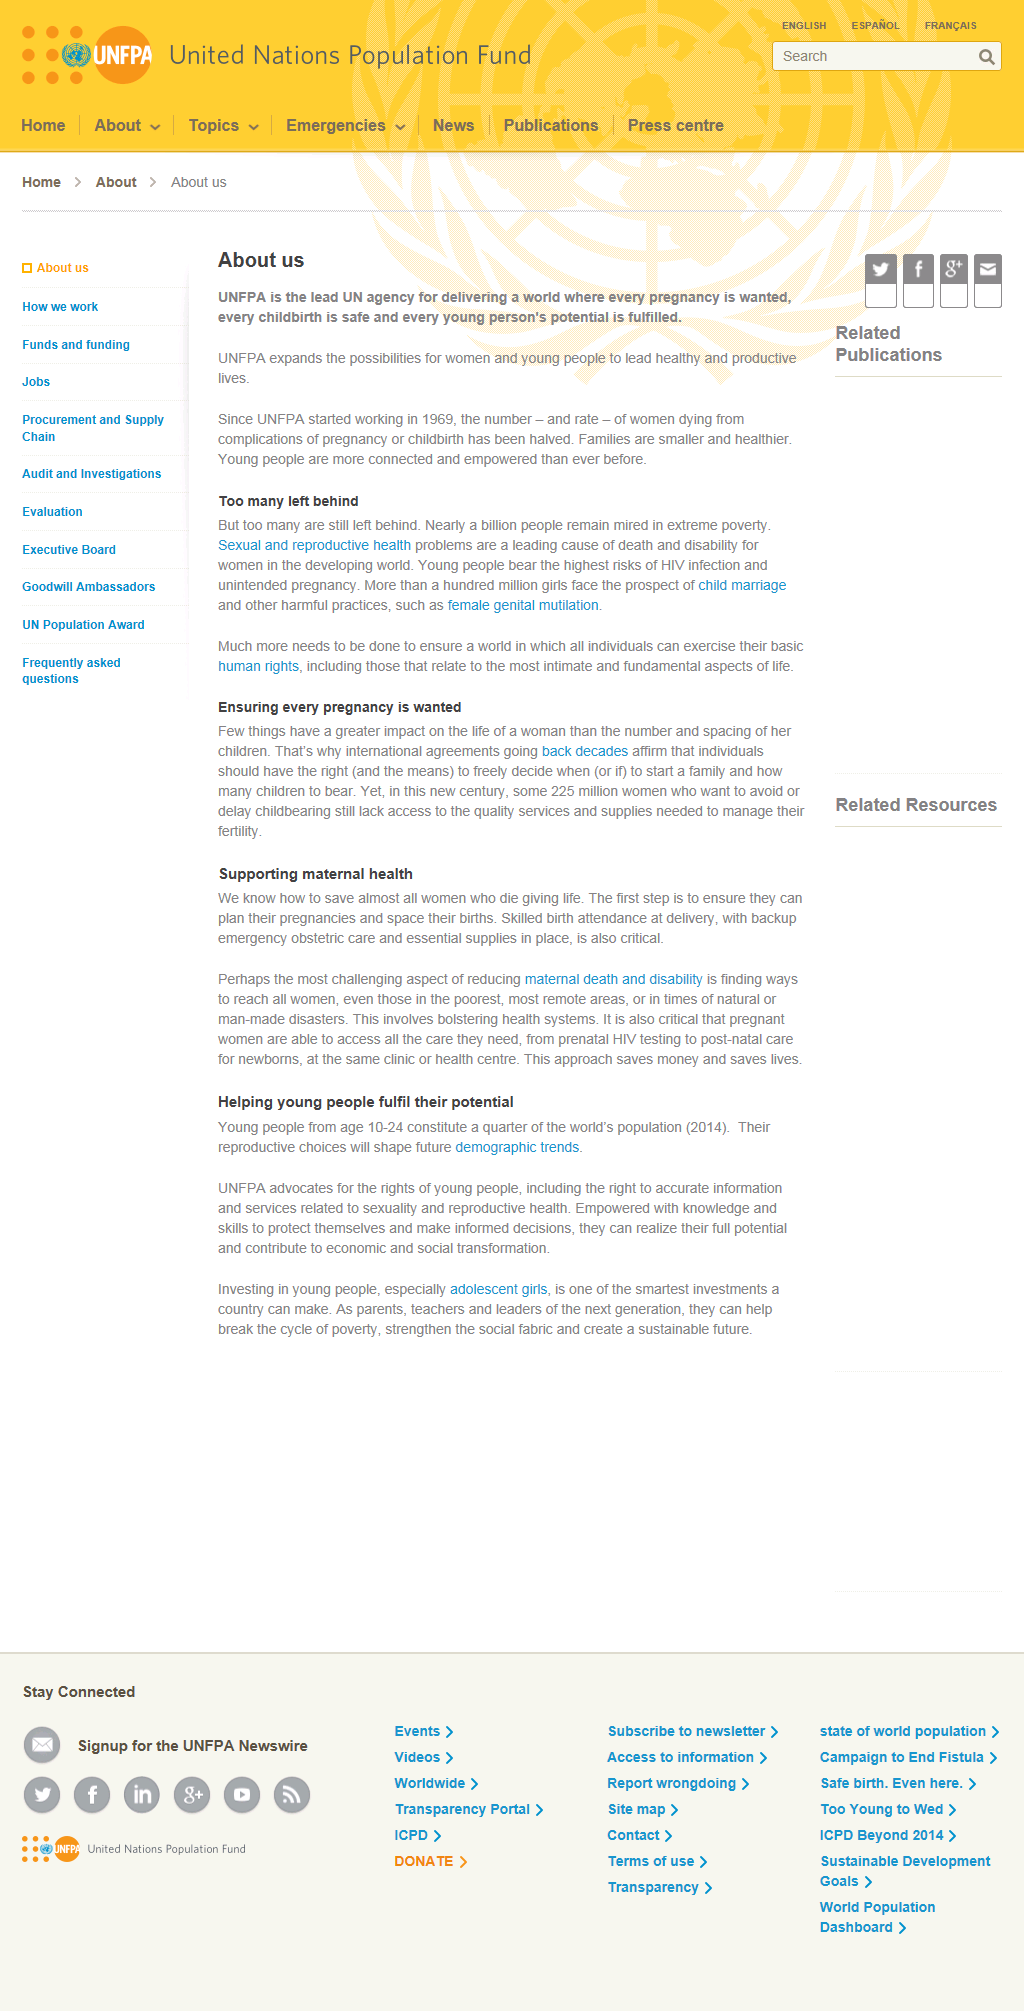 ENGLISH ESPAÑOL FRANÇAIS
UNFPA United Nations Population Fund
Search
Home About Topics Emergencies News Publications Press centre
Home About About us
About us
How we work
Funds and funding
Jobs
Procurement and Supply
Chain
Audit and Investigations
Evaluation
Executive Board
Goodwill Ambassadors
UN Population Award
Frequently asked
questions
About us
UNFPA is the lead UN agency for delivering a world where every pregnancy is wanted,
every childbirth is safe and every young person's potential is fulfilled.
UNFPA expands the possibilities for women and young people to lead healthy and productive
lives.
Since UNFPA started working in 1969, the number – and rate – of women dying from
complications of pregnancy or childbirth has been halved. Families are smaller and healthier.
Young people are more connected and empowered than ever before.
Too many left behind
But too many are still left behind. Nearly a billion people remain mired in extreme poverty.
Sexual and reproductive health problems are a leading cause of death and disability for
women in the developing world. Young people bear the highest risks of HIV infection and
unintended pregnancy. More than a hundred million girls face the prospect of child marriage
and other harmful practices, such as female genital mutilation.
Much more needs to be done to ensure a world in which all individuals can exercise their basic
human rights, including those that relate to the most intimate and fundamental aspects of life.
Ensuring every pregnancy is wanted
Few things have a greater impact on the life of a woman than the number and spacing of her
children. That’s why international agreements going back decades affirm that individuals
should have the right (and the means) to freely decide when (or if) to start a family and how
many children to bear. Yet, in this new century, some 225 million women who want to avoid or
delay childbearing still lack access to the quality services and supplies needed to manage their
fertility.
Supporting maternal health
We know how to save almost all women who die giving life. The first step is to ensure they can
plan their pregnancies and space their births. Skilled birth attendance at delivery, with backup
emergency obstetric care and essential supplies in place, is also critical.
Perhaps the most challenging aspect of reducing maternal death and disability is finding ways
to reach all women, even those in the poorest, most remote areas, or in times of natural or
man-made disasters. This involves bolstering health systems. It is also critical that pregnant
women are able to access all the care they need, from prenatal HIV testing to post-natal care
for newborns, at the same clinic or health centre. This approach saves money and saves lives.
Helping young people fulfil their potential
Young people from age 10-24 constitute a quarter of the world’s population (2014).  Their
reproductive choices will shape future demographic trends.
UNFPA advocates for the rights of young people, including the right to accurate information
and services related to sexuality and reproductive health. Empowered with knowledge and
skills to protect themselves and make informed decisions, they can realize their full potential
and contribute to economic and social transformation.
Investing in young people, especially adolescent girls, is one of the smartest investments a
country can make. As parents, teachers and leaders of the next generation, they can help
break the cycle of poverty, strengthen the social fabric and create a sustainable future.
Related
Publications
Related Resources
Stay Connected
Signup for the UNFPA Newswire
UNFPA United Nations Population Fund
Events
Videos
Worldwide
Transparency Portal
ICPD
DONATE
Subscribe to newsletter
Access to information
Report wrongdoing
Site map
Contact
Terms of use
Transparency
state of world population
Campaign to End Fistula
Safe birth. Even here.
Too Young to Wed
ICPD Beyond 2014
Sustainable Development
Goals
World Population
Dashboard